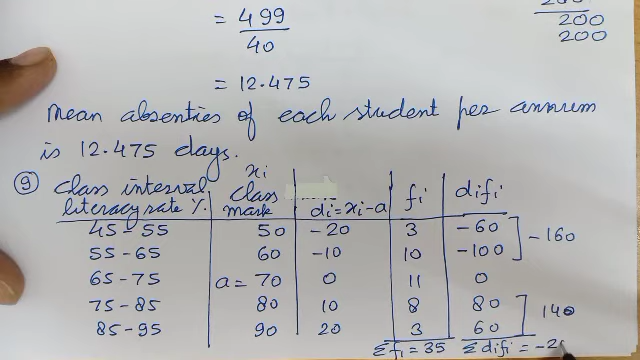 = 499
40
200
200
= 12.475
Mean absenties of each student per annum
is 12.475 days.
⑨ class interval literacy rate % xi class mark di=xi-a fi difi
45-55 50 -20 3 -60
55-65 60 -10 10 -100 ] -160
65-75 a= 70 0 11 0
75-85 80 10 8 80
85-95 90 20 3 60 ] 140
Σfi = 35 Σdifi = -20